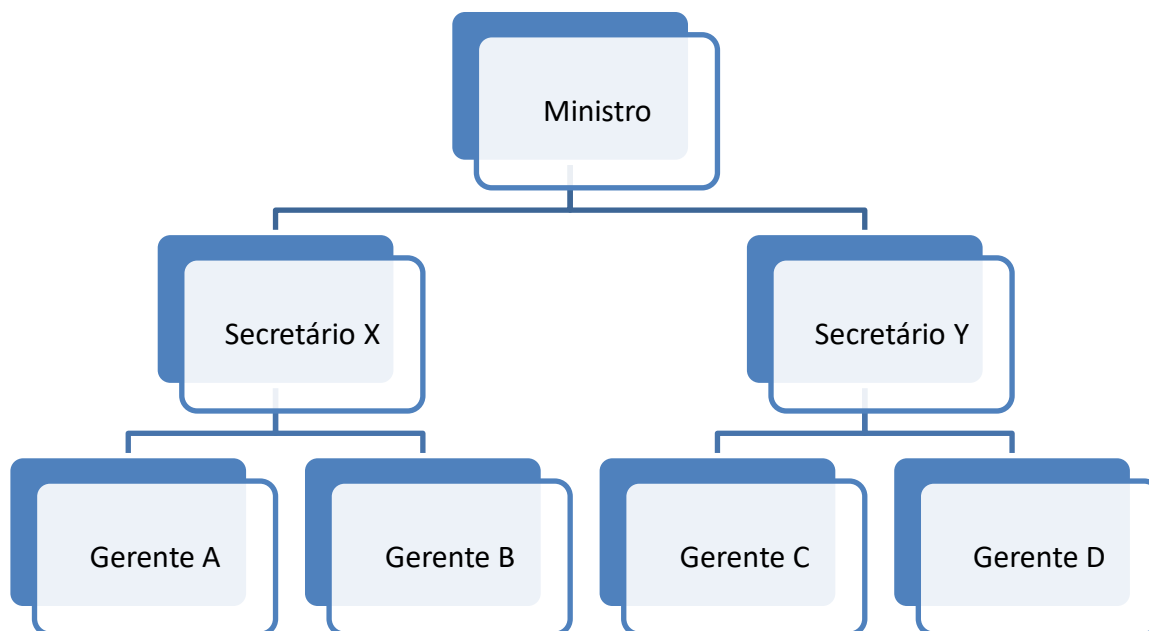 Ministro
Secretário X
Secretário Y
Gerente A
Gerente B
Gerente C
Gerente D